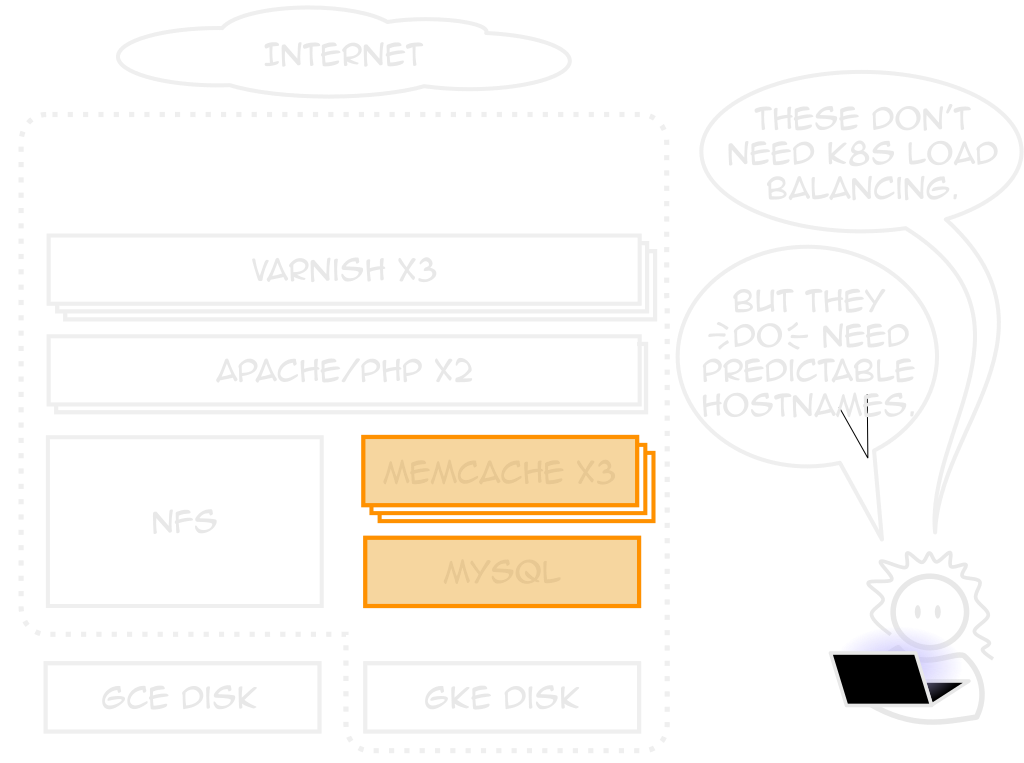 INTERNET
THESE DON'T
NEED K8S LOAD
BALANCING.
VARNISH X3
BUT THEY
DO NEED
PREDICTABLE
HOSTNAMES.
APACHE/PHP X2
MEMCACHE X3
NFS
MYSQL
GCE DISK
GKE DISK